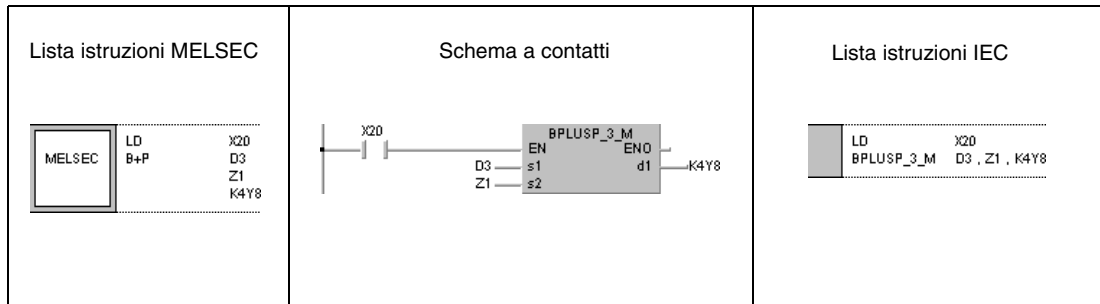 Lista istruzioni MELSEC
MELSEC
LD X20
B+P D3
Z1
K4Y8
Schema a contatti
X20
BPLUSP_3_M
EN ENO
D3 s1 d1 K4Y8
Z1 s2
Lista istruzioni IEC
LD X20
BPLUSP_3_M D3 , Z1 , K4Y8